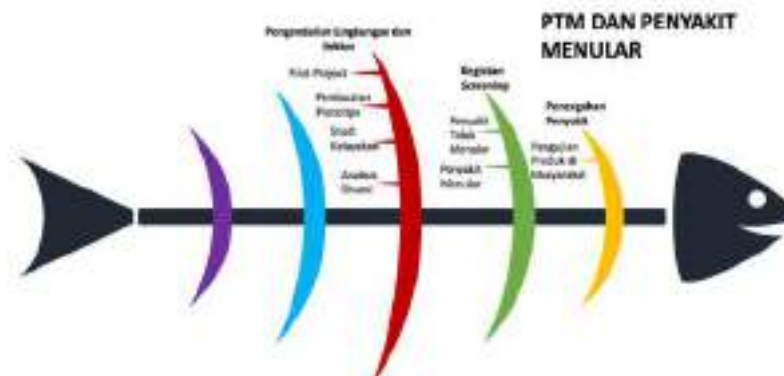 PTM DAN PENYAKIT
MENULAR
Pengendalian Lingkungan dan
Vektor
Pilot Project
Pembuatan
Prototipe
Studi
Kelayakan
Analisis
Situasi
Kegiatan
Screening
Penyakit
Tidak
Menular
Penyakit
Menular
Pencegahan
Penyakit
Pengujian
Produk di
Masyarakat